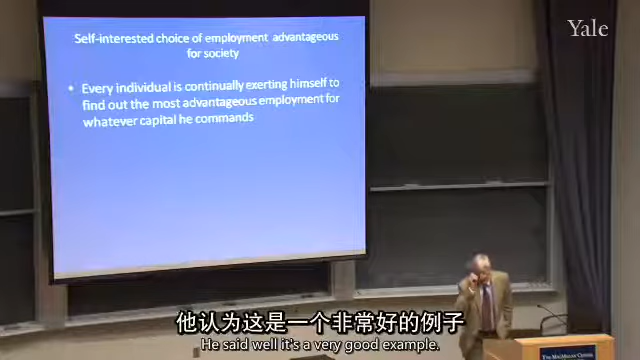 Yale
Self-interested choice of employment advantageous
for society
• Every individual is continually exerting himself to
find out the most advantageous employment for
whatever capital he commands
THE MACMILLAN CENTER
他认为这是一个非常好的例子
He said well it's a very good example.